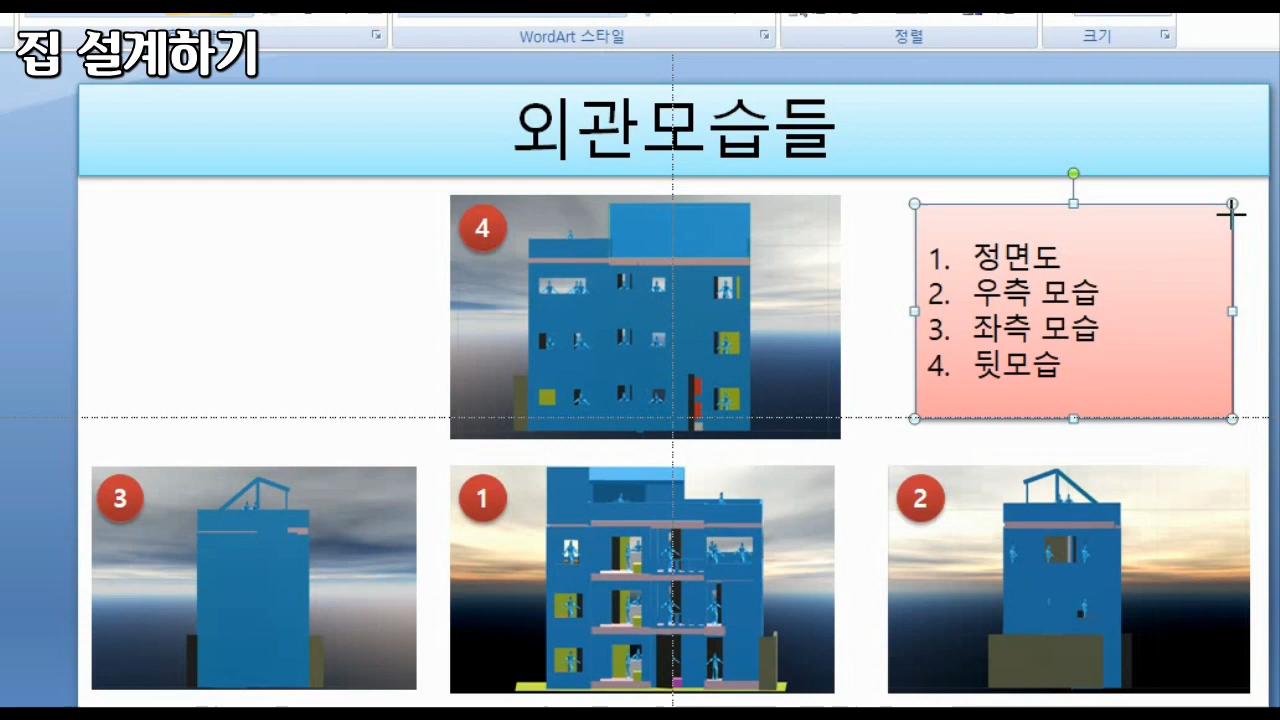 WordArt 스타일
정렬
크기
집 설계하기
외관모습들
4
1. 정면도
2. 우측 모습
3. 좌측 모습
4. 뒷모습
3
1
2